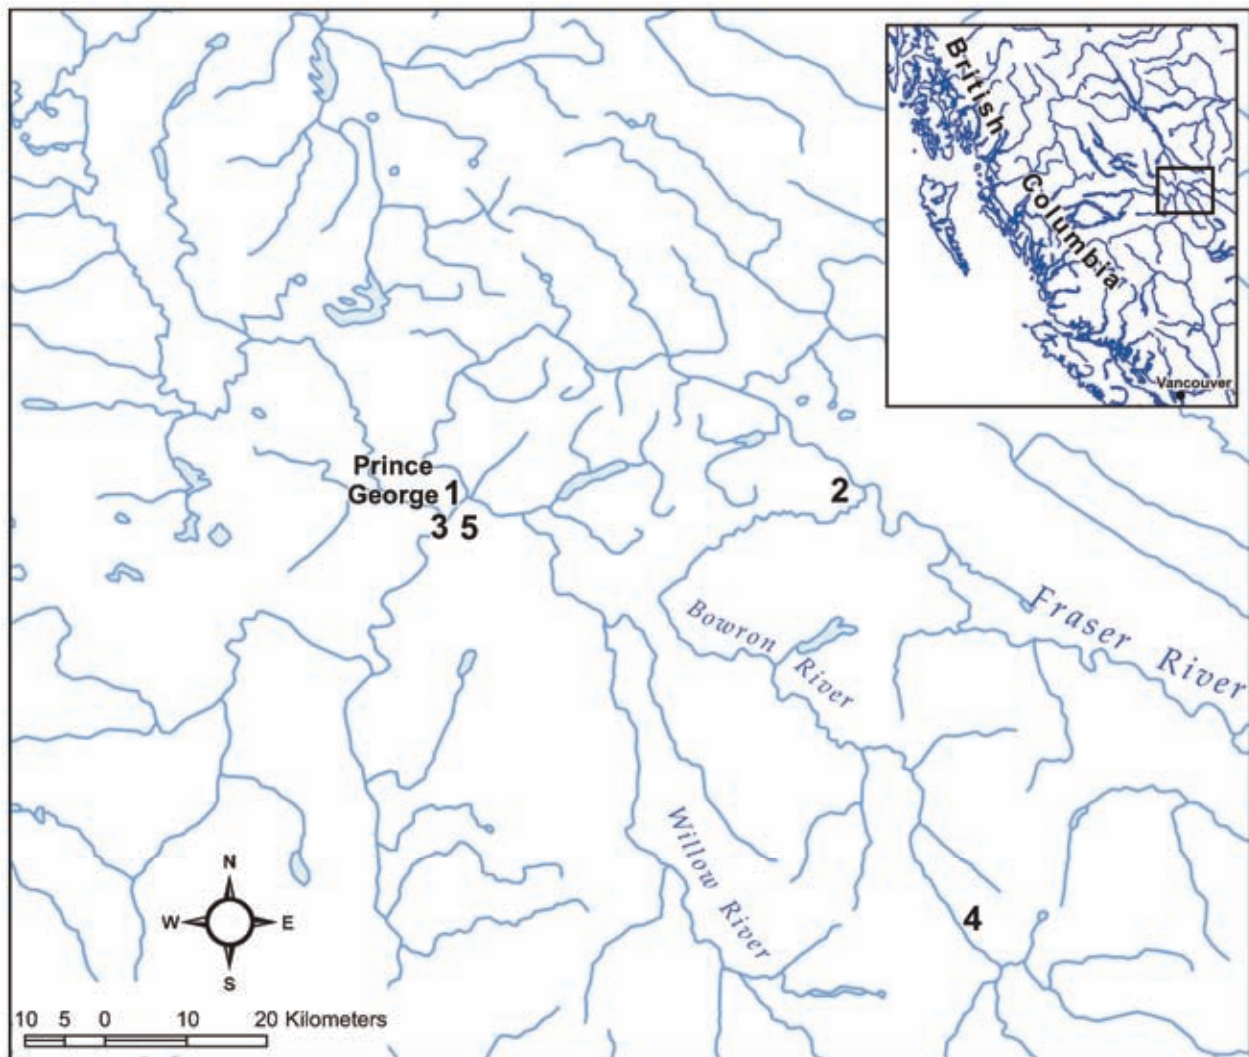 British
Columbia
Vancouver
Prince
George 1
3 5
2
Fraser River
Bowron River
Willow River
4
N
W E
S
10 5 0 10 20 Kilometers